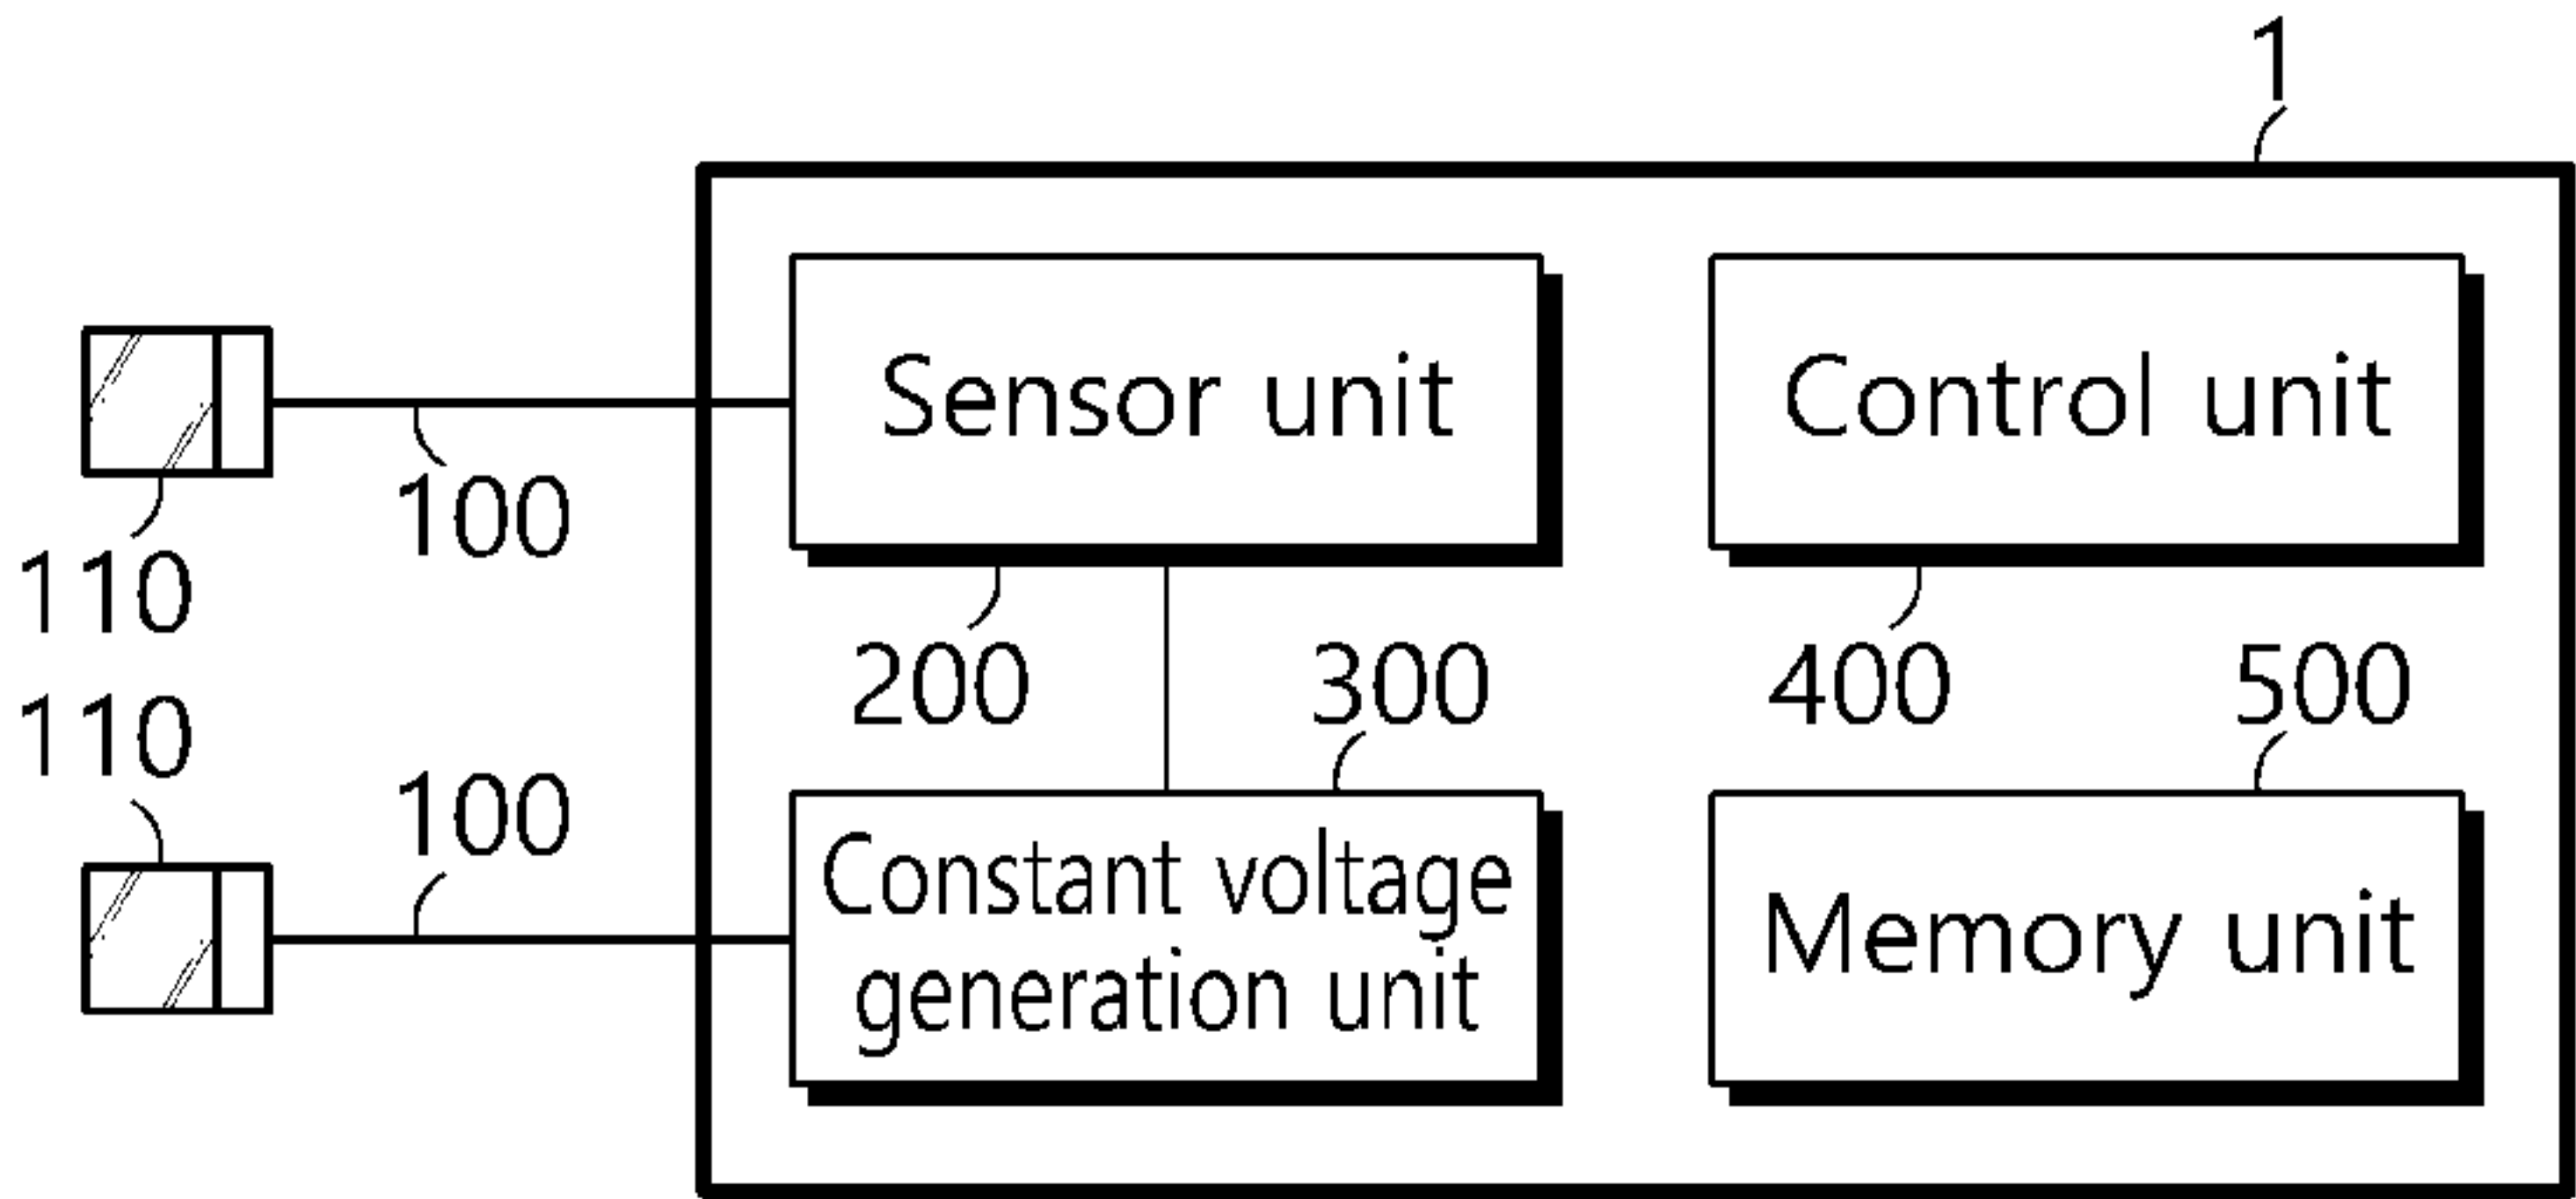 1
Sensor unit
Control unit
100
110
200
300
400
500
110
100
Constant voltage
generation unit
Memory unit